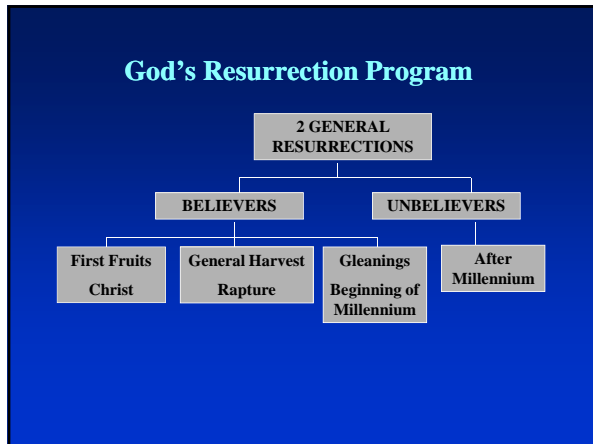 God's Resurrection Program
2 GENERAL
RESURRECTIONS
BELIEVERS
UNBELIEVERS
First Fruits
Christ
General Harvest
Rapture
Gleanings
Beginning of
Millennium
After
Millennium